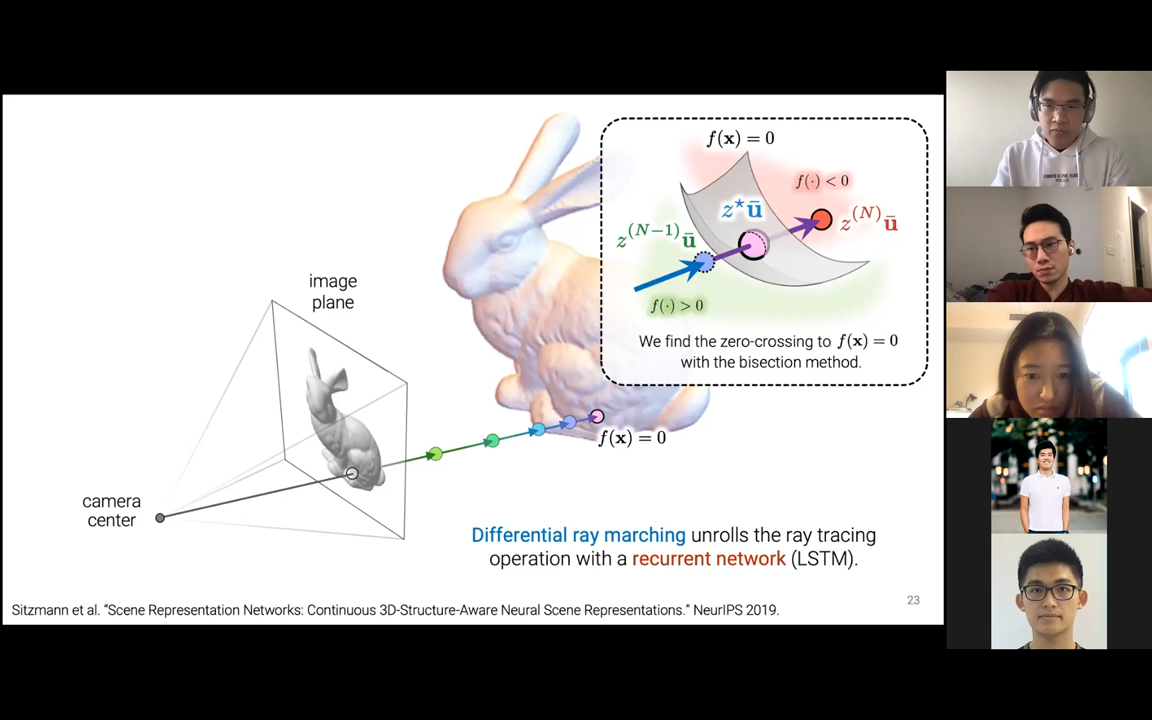 f(x) = 0
f(·) < 0
z⋆ū
z(N)ū
z(N−1)ū
f(·) > 0
We find the zero-crossing to f(x) = 0
with the bisection method.
image
plane
f(x) = 0
camera
center
Differential ray marching unrolls the ray tracing
operation with a recurrent network (LSTM).
23
Sitzmann et al. “Scene Representation Networks: Continuous 3D-Structure-Aware Neural Scene Representations.” NeurIPS 2019.